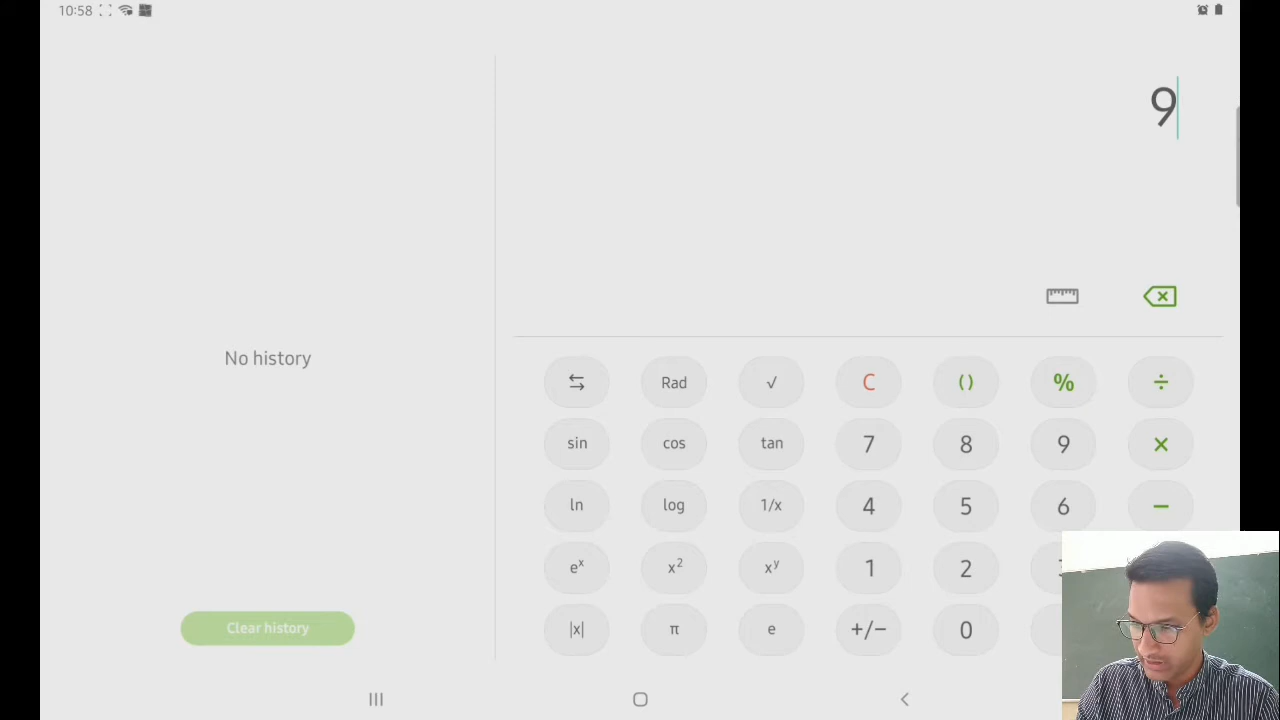 10:58
9
No history
Rad √ C ( ) % ÷
sin cos tan 7 8 9 ×
ln log 1/x 4 5 6 −
eˣ x² xʸ 1 2
|x| π e +/− 0
Clear history